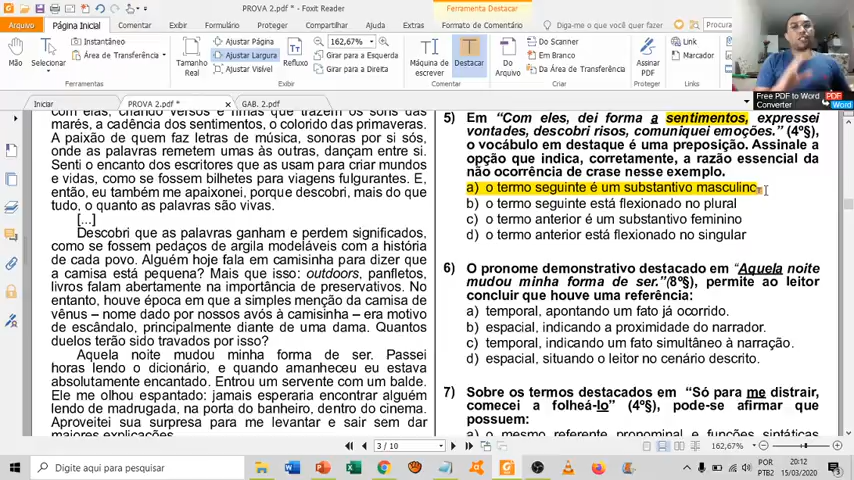 PROVA 2.pdf * - Foxit Reader
Ferramenta Destacar
Arquivo
Página Inicial
Comentar
Exibir
Formulário
Proteger
Compartilhar
Ajuda
Extras
Formato de Comentário
Diga-me o que você quer fazer...
Procurar
Mão
Selecionar
Instantâneo
Área de Transferência
Tamanho Real
Ajustar Página
Ajustar Largura
Ajustar Visível
Refluxo
162,67%
Girar para a Esquerda
Girar para a Direita
Máquina de escrever
Destacar
Do Arquivo
Do Scanner
Em Branco
Da Área de Transferência
Assinar PDF
Link
Marcador
Ferramentas
Exibir
Comentar
Criar
Free PDF to Word Converter
PDF
Word
Iniciar
PROVA 2.pdf *
GAB. 2.pdf
com elas, criando versos e rimas que trazem os sons das
marés, a cadência dos sentimentos, o colorido das primaveras.
A paixão de quem faz letras de música, sonoras por si sós,
onde as palavras remetem umas às outras, dançam entre si.
Senti o encanto dos escritores que as usam para criar mundos
e vidas, como se fossem bilhetes para viagens fulgurantes. E,
então, eu também me apaixonei, porque descobri, mais do que
tudo, o quanto as palavras são vivas.
[...]
Descobri que as palavras ganham e perdem significados,
como se fossem pedaços de argila modeláveis com a história
de cada povo. Alguém hoje fala em camisinha para dizer que
a camisa está pequena? Mais que isso: outdoors, panfletos,
livros falam abertamente na importância de preservativos. No
entanto, houve época em que a simples menção da camisa de
vênus – nome dado por nossos avós à camisinha – era motivo
de escândalo, principalmente diante de uma dama. Quantos
duelos terão sido travados por isso?
Aquela noite mudou minha forma de ser. Passei
horas lendo o dicionário, e quando amanheceu eu estava
absolutamente encantado. Entrou um servente com um balde.
Ele me olhou espantado: jamais esperaria encontrar alguém
lendo de madrugada, na porta do banheiro, dentro do cinema.
Aproveitei sua surpresa para me levantar e sair sem dar
maiores explicações.
5) Em “Com eles, dei forma a sentimentos, expressei
vontades, descobri risos, comuniquei emoções.” (4º§),
o vocábulo em destaque é uma preposição. Assinale a
opção que indica, corretamente, a razão essencial da
não ocorrência de crase nesse exemplo.
a) o termo seguinte é um substantivo masculino
b) o termo seguinte está flexionado no plural
c) o termo anterior é um substantivo feminino
d) o termo anterior está flexionado no singular
6) O pronome demonstrativo destacado em “Aquela noite
mudou minha forma de ser.”(8º§), permite ao leitor
concluir que houve uma referência:
a) temporal, apontando um fato já ocorrido.
b) espacial, indicando a proximidade do narrador.
c) temporal, indicando um fato simultâneo à narração.
d) espacial, situando o leitor no cenário descrito.
7) Sobre os termos destacados em “Só para me distrair,
comecei a folheá-lo” (4º§), pode-se afirmar que
possuem:
a) o mesmo referente pronominal e funções sintáticas
3 / 10
162,67%
Digite aqui para pesquisar
POR
PTB2
20:12
15/03/2020